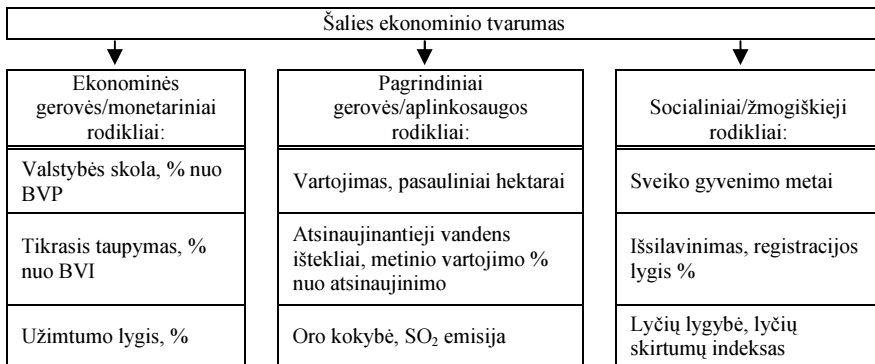 Šalies ekonominio tvarumas
Ekonominės
gerovės/monetariniai
rodikliai:
Valstybės skola, % nuo
BVP
Tikrasis taupymas, %
nuo BVI
Užimtumo lygis, %
Pagrindiniai
gerovės/aplinkosaugos
rodikliai:
Vartojimas, pasauliniai hektarai
Atsinaujinantieji vandens
ištekliai, metinio vartojimo %
nuo atsinaujinimo
Oro kokybė, SO₂ emisija
Socialiniai/žmogiškieji
rodikliai:
Sveiko gyvenimo metai
Išsilavinimas, registracijos
lygis %
Lyčių lygybė, lyčių
skirtumų indeksas